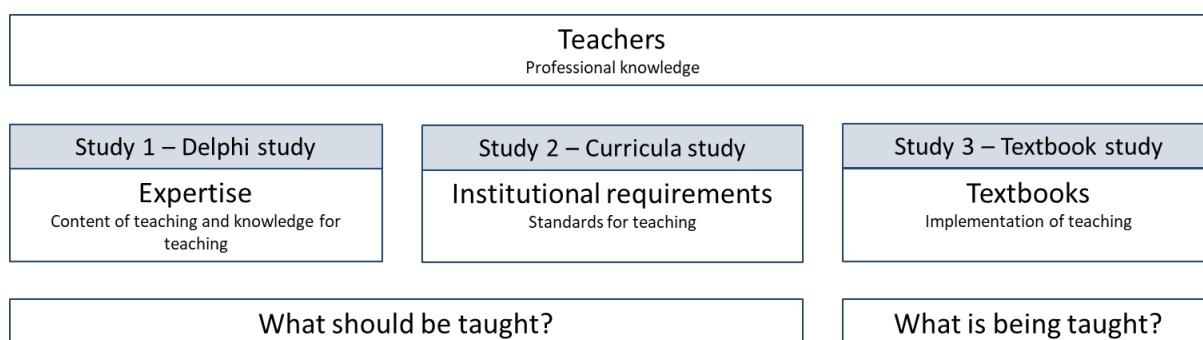 Teachers
Professional knowledge
Study 1 – Delphi study
Expertise
Content of teaching and knowledge for
teaching
Study 2 – Curricula study
Institutional requirements
Standards for teaching
Study 3 – Textbook study
Textbooks
Implementation of teaching
What should be taught?
What is being taught?